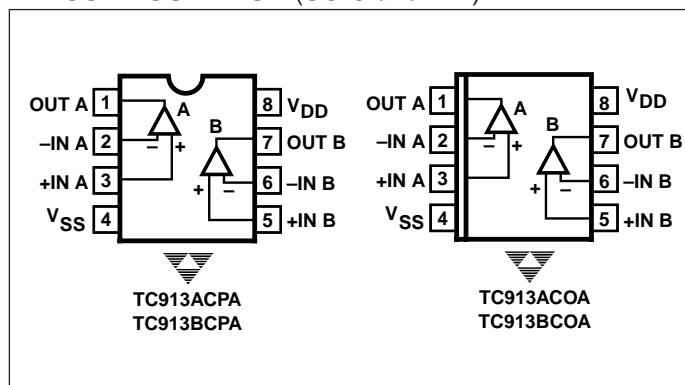 OUT A 1
–IN A 2
+IN A 3
VSS 4
A
– +
B
+ –
8 VDD
7 OUT B
6 –IN B
5 +IN B
TC913ACPA
TC913BCPA
OUT A 1
–IN A 2
+IN A 3
VSS 4
A
– +
B
+ –
8 VDD
7 OUT B
6 –IN B
5 +IN B
TC913ACOA
TC913BCOA